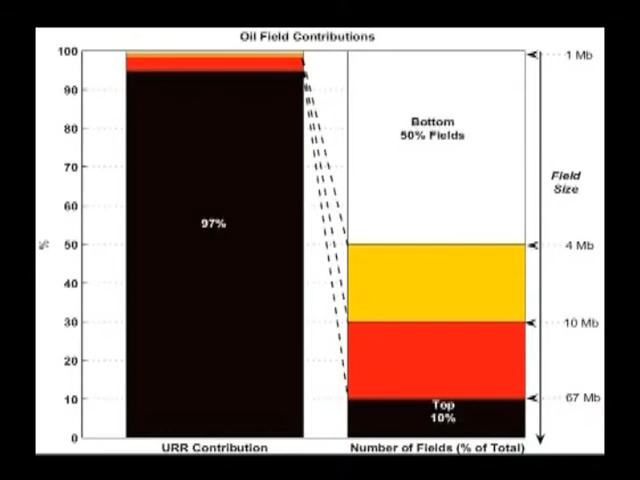 Oil Field Contributions
100
90
80
70
60
50
40
30
20
10
0
%
97%
Bottom
50% Fields
Top
10%
1 Mb
Field
Size
4 Mb
10 Mb
67 Mb
URR Contribution
Number of Fields (% of Total)